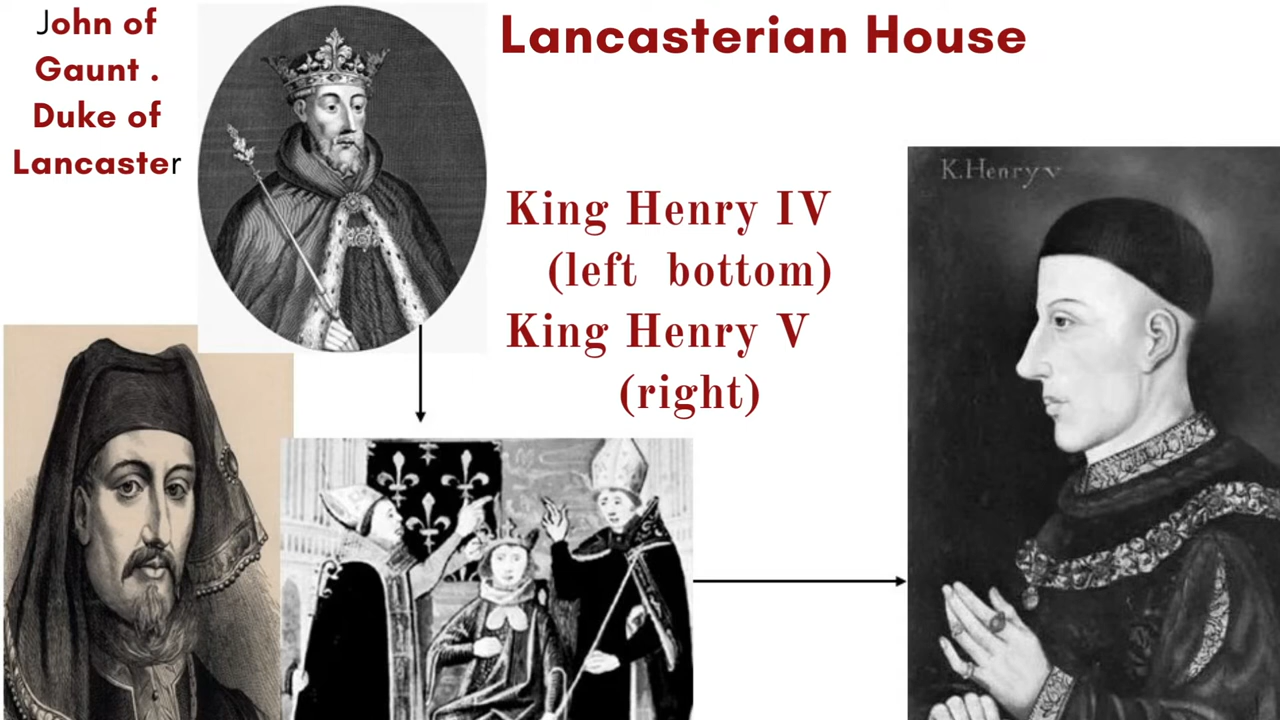 John of
Gaunt .
Duke of
Lancaster
Lancasterian House
King Henry IV
(left bottom)
King Henry V
(right)
K.Henry v